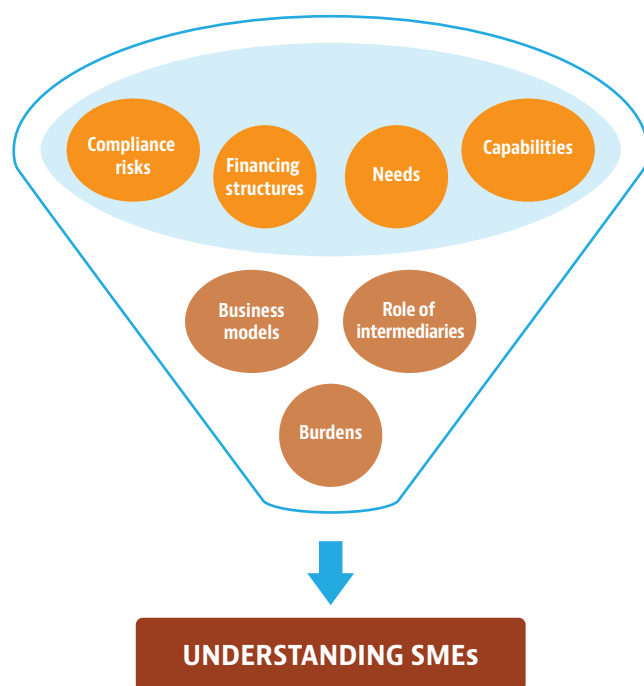 Compliance
risks
Financing
structures
Needs
Capabilities
Business
models
Role of
intermediaries
Burdens
UNDERSTANDING SMEs